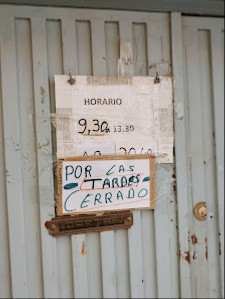 HORARIO
9,30 a 13.30
POR LAS
TARDES
CERRADO